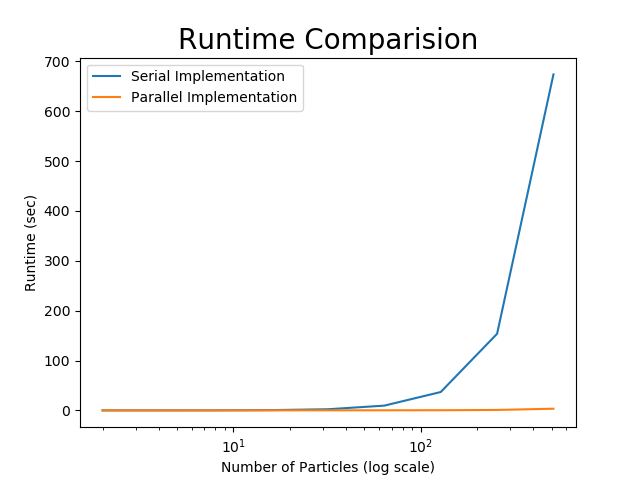 Runtime Comparision
Serial Implementation
Parallel Implementation
700
600
500
400
300
200
100
0
Runtime (sec)
10¹
10²
Number of Particles (log scale)